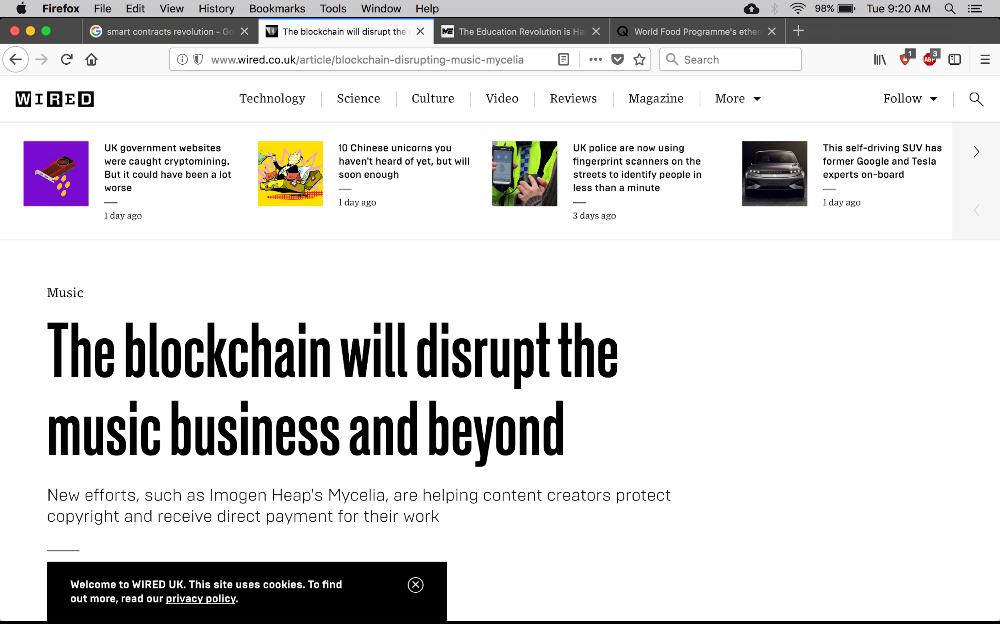 Firefox File Edit View History Bookmarks Tools Window Help 98% Tue 9:20 AM
smart contracts revolution - Go
The blockchain will disrupt the
The Education Revolution is Ha
World Food Programme's ether
www.wired.co.uk/article/blockchain-disrupting-music-mycelia
Search
1
ABP 3
WIRED
Technology Science Culture Video Reviews Magazine More Follow
UK government websites
were caught cryptomining.
But it could have been a lot
worse
1 day ago
10 Chinese unicorns you
haven't heard of yet, but will
soon enough
1 day ago
UK police are now using
fingerprint scanners on the
streets to identify people in
less than a minute
3 days ago
This self-driving SUV has
former Google and Tesla
experts on-board
1 day ago
Music
The blockchain will disrupt the
music business and beyond
New efforts, such as Imogen Heap's Mycelia, are helping content creators protect
copyright and receive direct payment for their work
Welcome to WIRED UK. This site uses cookies. To find
out more, read our privacy policy.